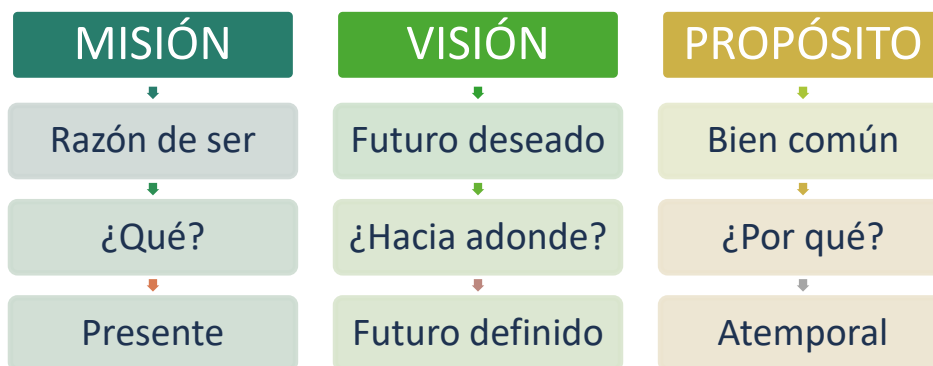 MISIÓN
Razón de ser
¿Qué?
Presente
VISIÓN
Futuro deseado
¿Hacia adonde?
Futuro definido
PROPÓSITO
Bien común
¿Por qué?
Atemporal